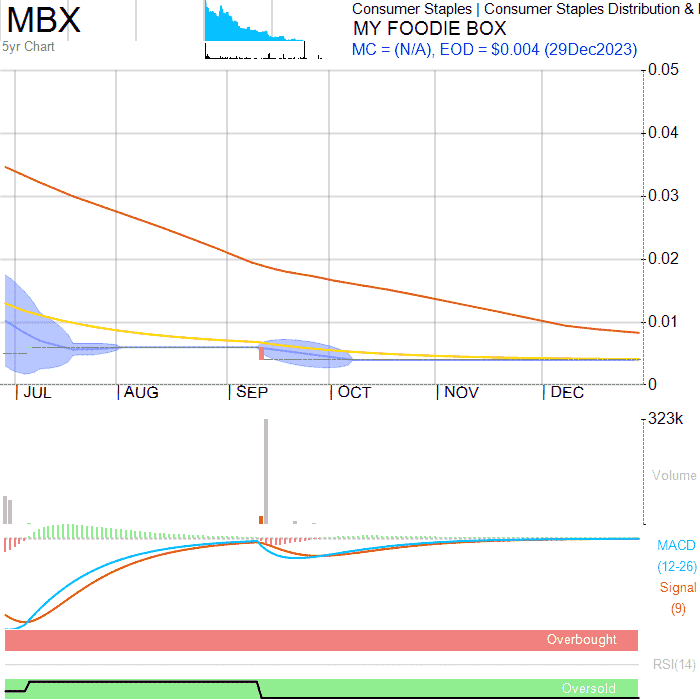 MBX
5yr Chart
Consumer Staples | Consumer Staples Distribution &
MY FOODIE BOX
MC = (N/A), EOD = $0.004 (29Dec2023)
0.05
0.04
0.03
0.02
0.01
0
JUL AUG SEP OCT NOV DEC
323k
Volume
MACD
(12-26)
Signal
(9)
Overbought
RSI(14)
Oversold